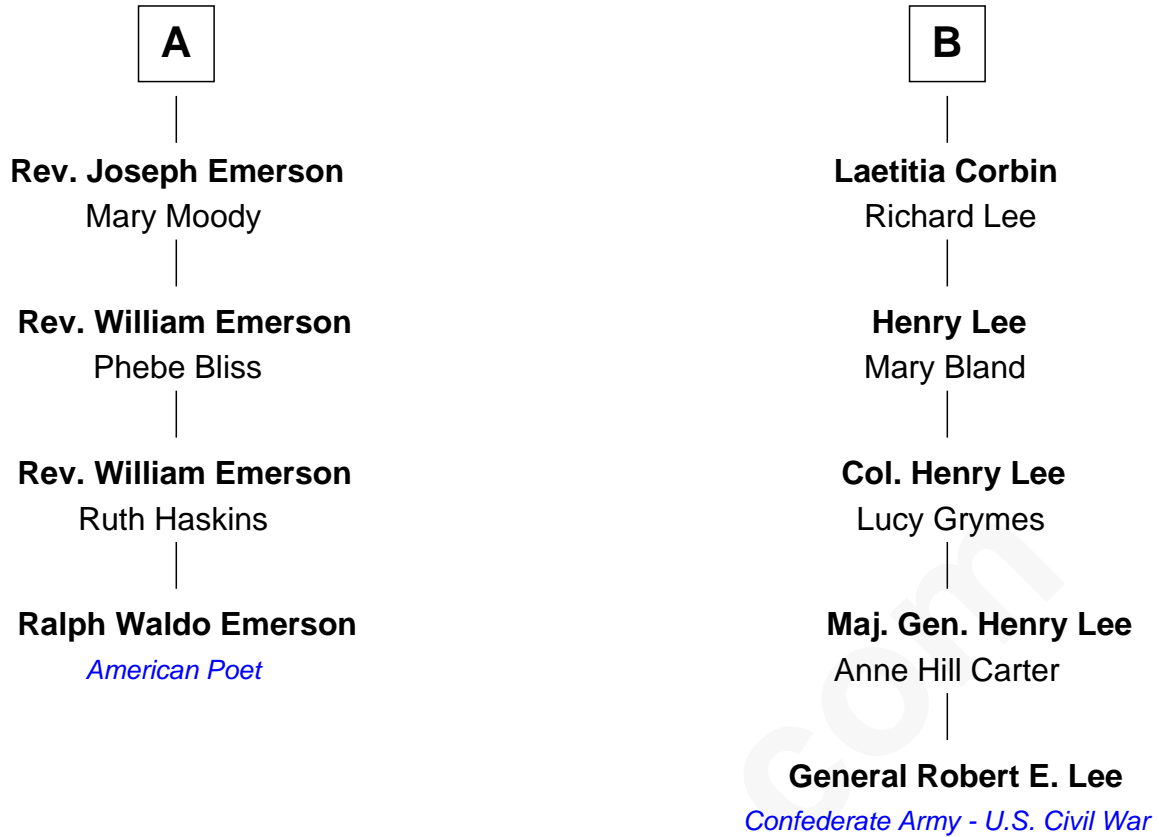 A
Rev. Joseph Emerson
Mary Moody
Rev. William Emerson
Phebe Bliss
Rev. William Emerson
Ruth Haskins
Ralph Waldo Emerson
American Poet
B
Laetitia Corbin
Richard Lee
Henry Lee
Mary Bland
Col. Henry Lee
Lucy Grymes
Maj. Gen. Henry Lee
Anne Hill Carter
General Robert E. Lee
Confederate Army - U.S. Civil War
com